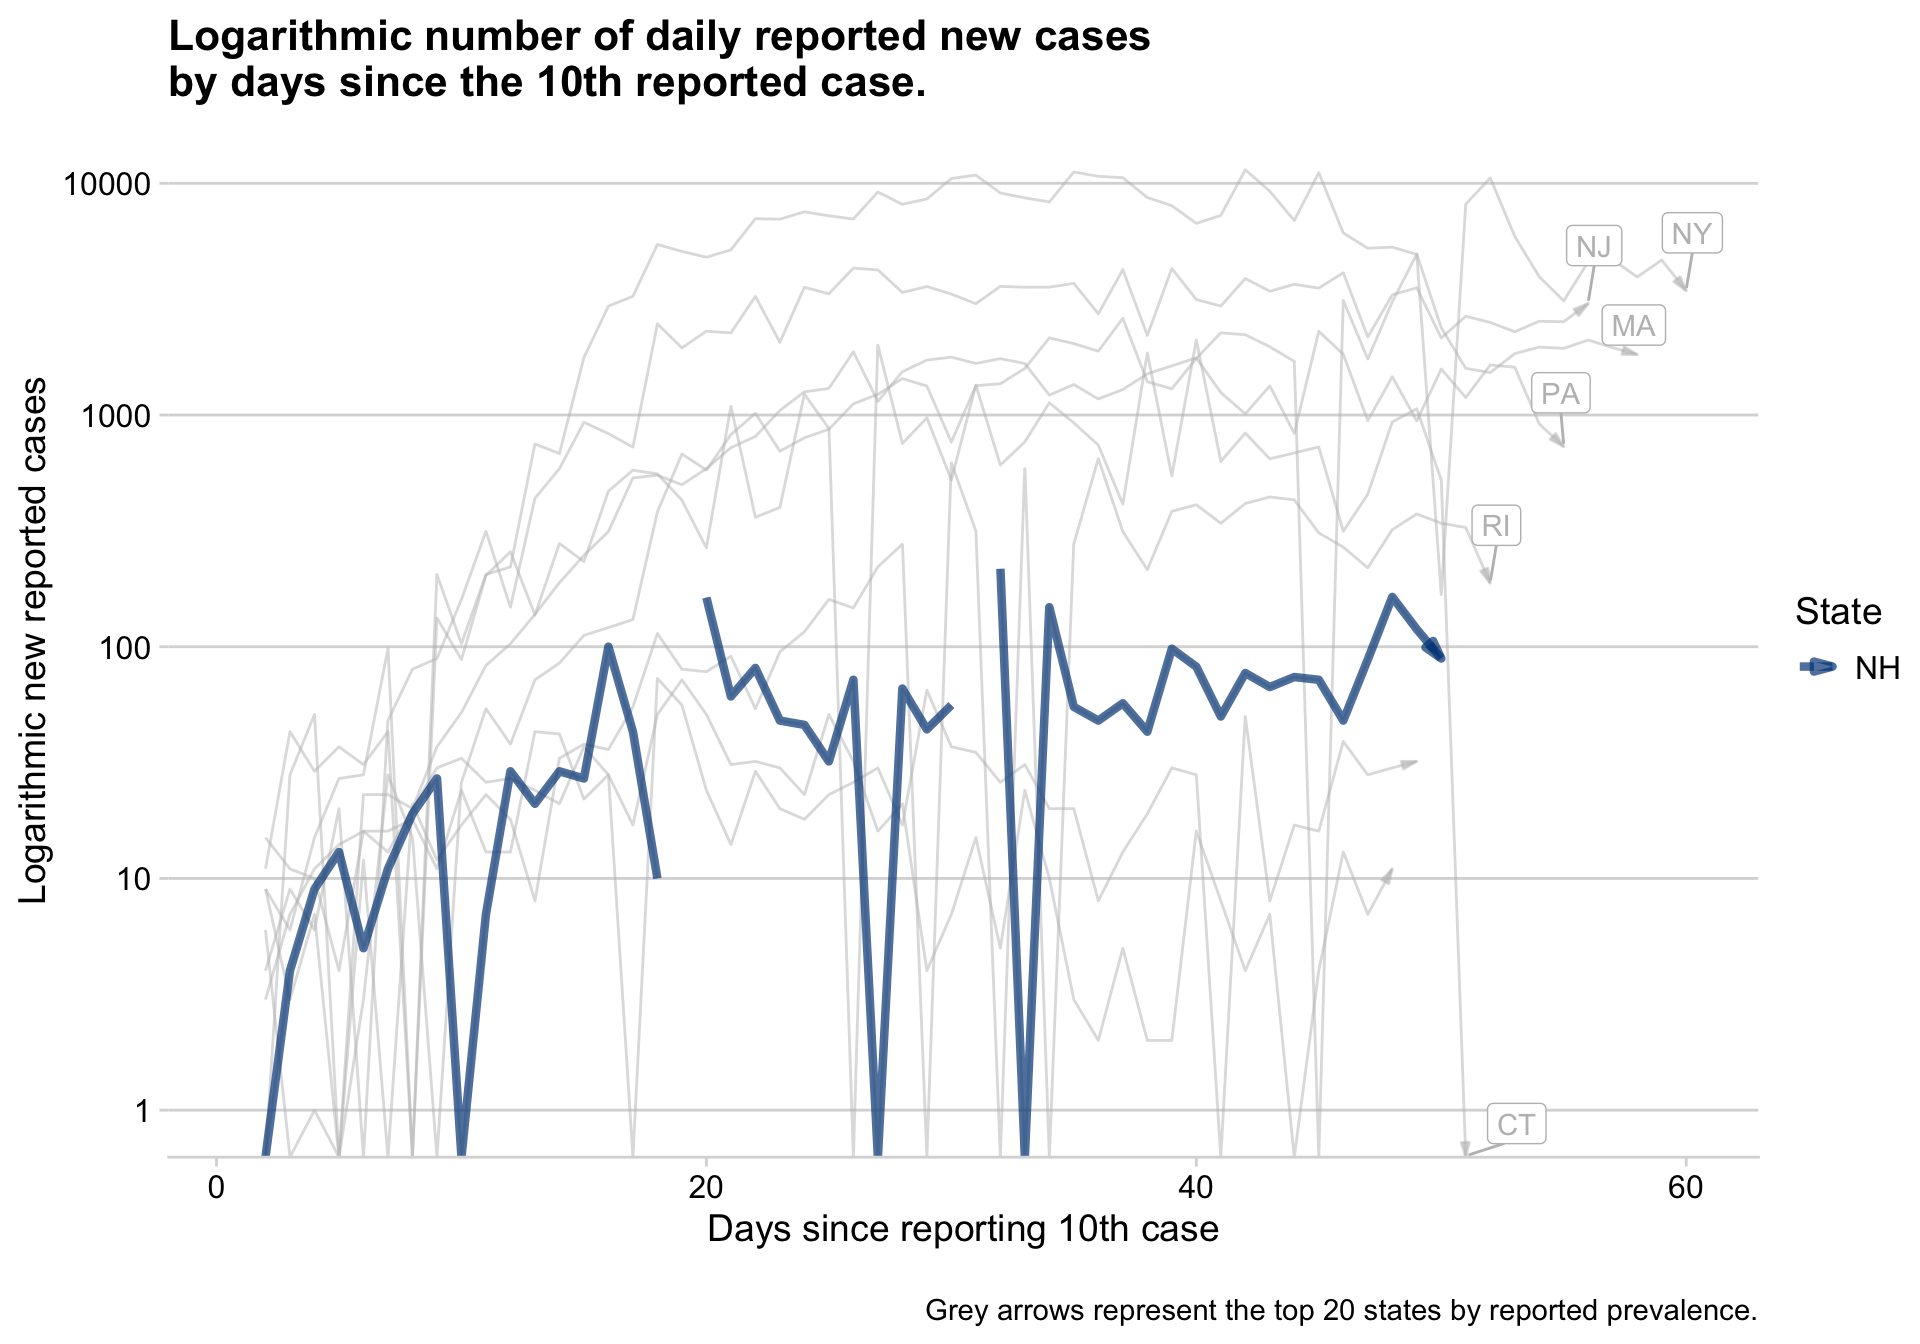 Logarithmic number of daily reported new cases
by days since the 10th reported case.
Logarithmic new reported cases
10000
1000
100
10
1
NJ
NY
MA
PA
RI
CT
State
NH
0
20
40
60
Days since reporting 10th case
Grey arrows represent the top 20 states by reported prevalence.